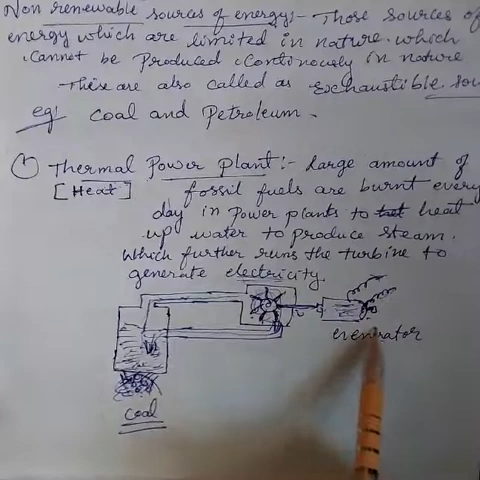 Non renewable sources of energy:- Those sources of
energy which are limited in nature. which
cannot be produced continously in nature
These are also called as exhaustible sou
eg: Coal and Petroleum.
① Thermal Power plant:- Large amount of
[Heat] fossil fuels are burnt every
day in power plants to heat
up water to produce steam.
which further runs the turbine to
generate electricity.
Generator
Coal